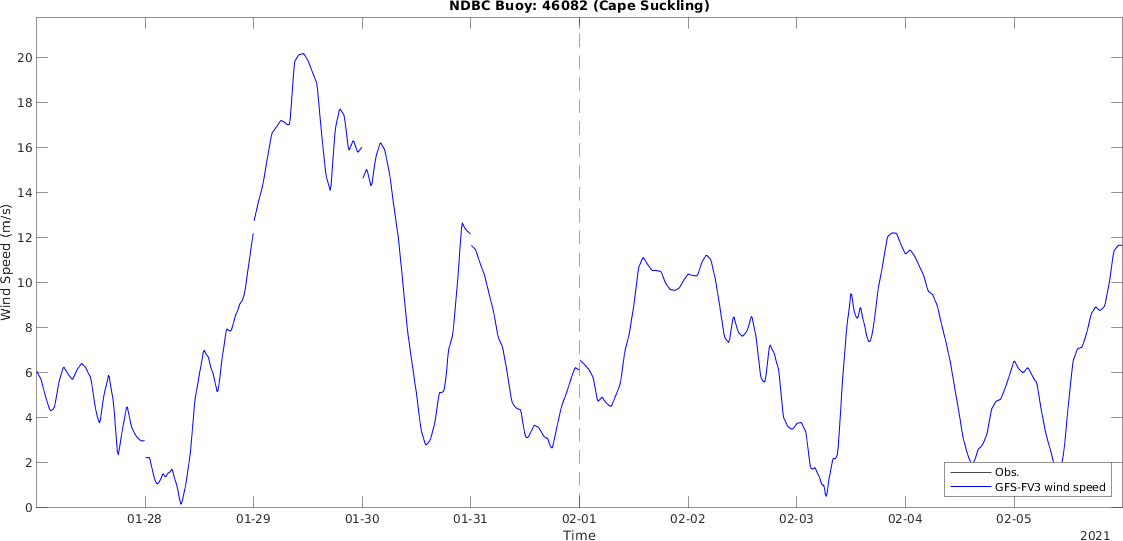 NDBC Buoy: 46082 (Cape Suckling)
20
18
16
14
12
10
8
6
4
2
0
Wind Speed (m/s)
Obs.
GFS-FV3 wind speed
01-28 01-29 01-30 01-31 02-01 02-02 02-03 02-04 02-05
Time
2021